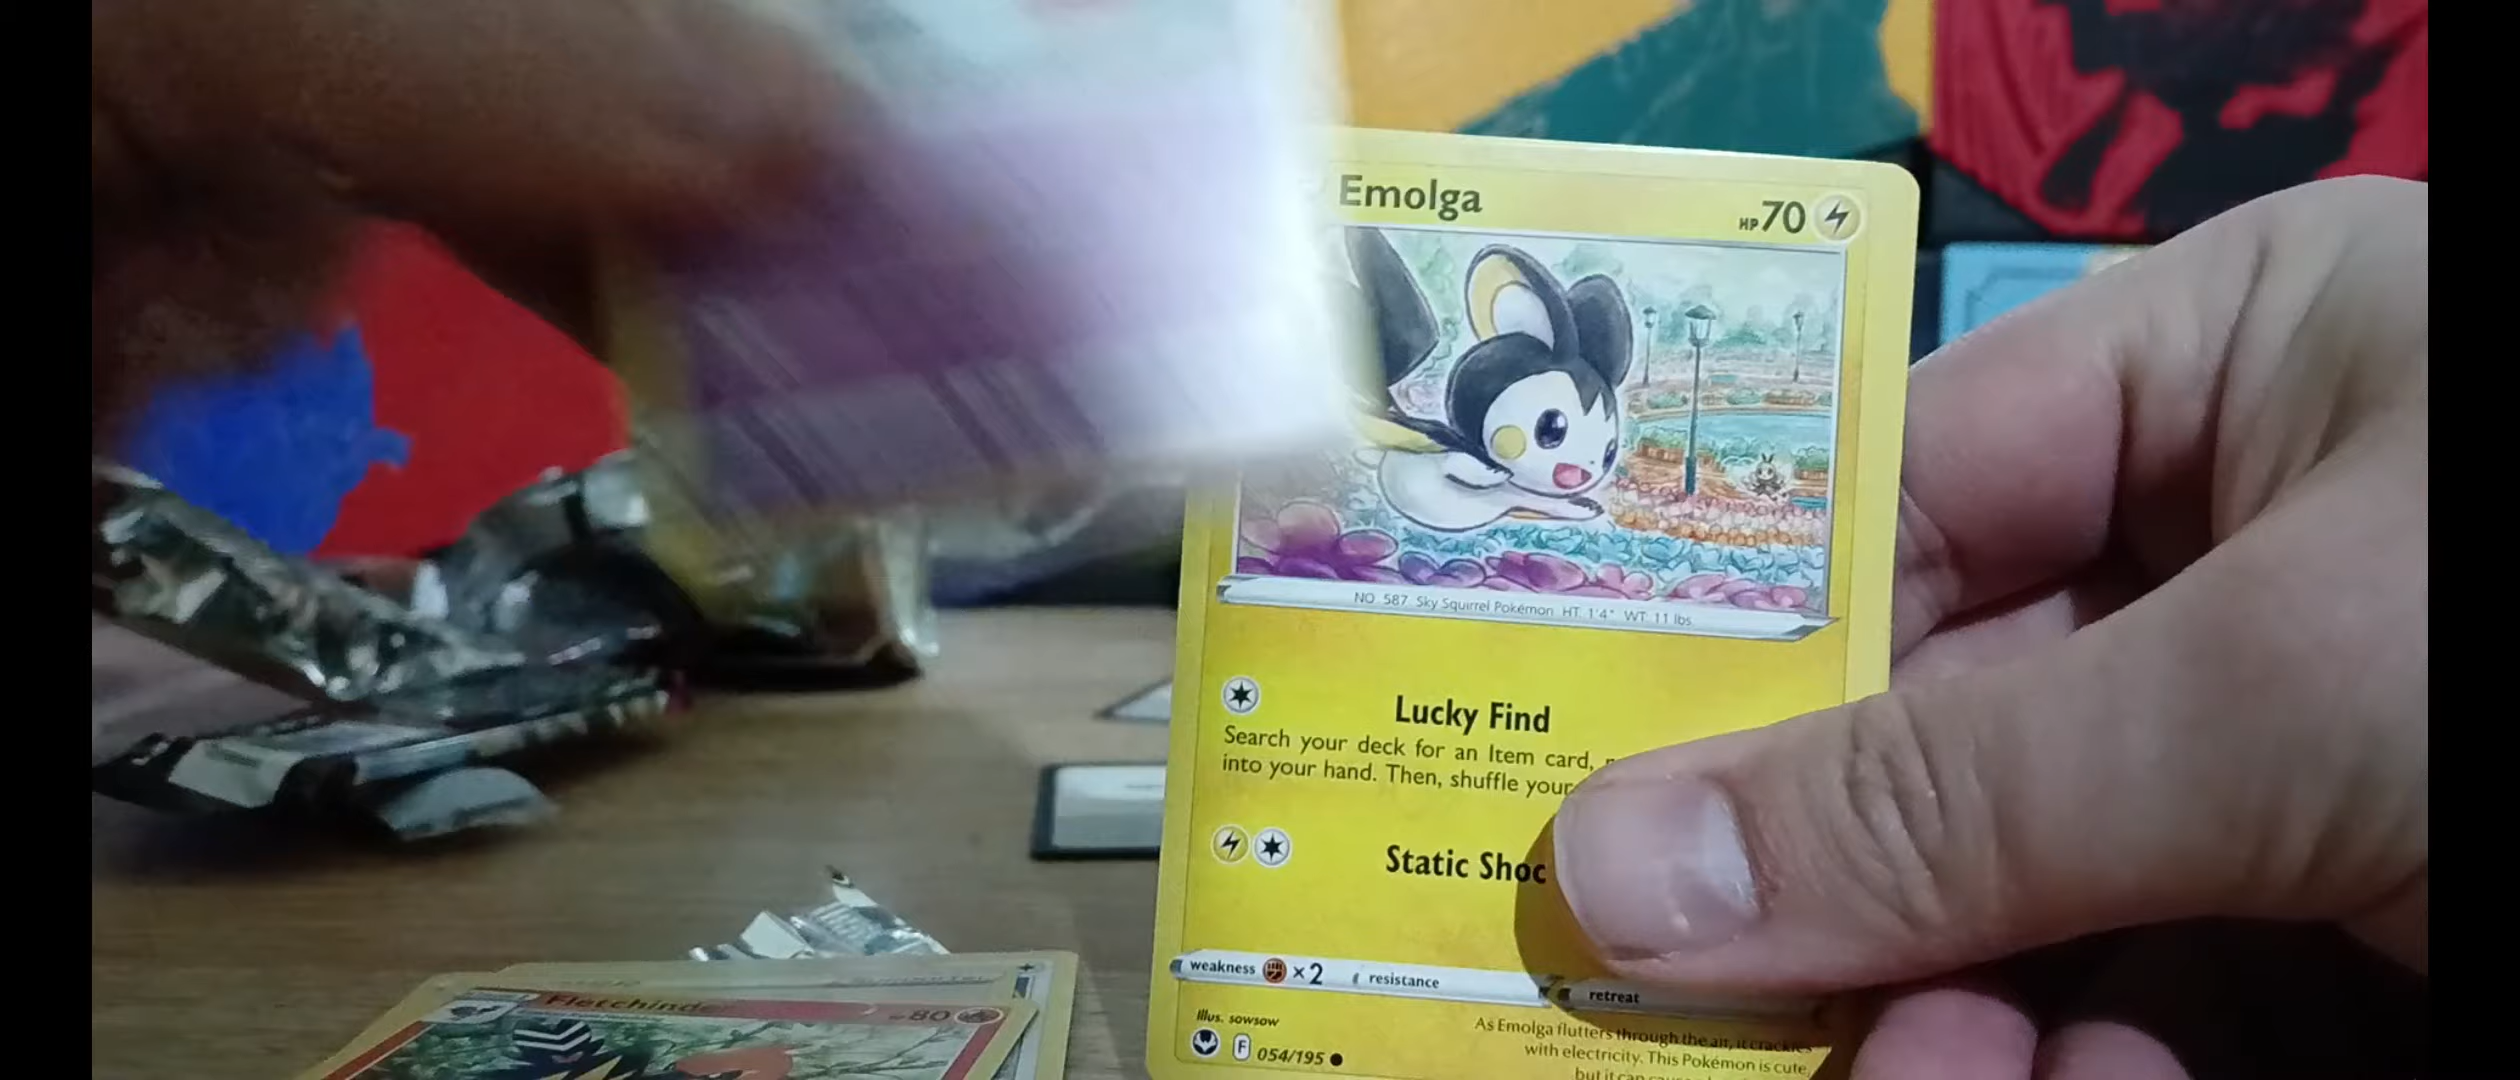 Emolga
HP 70
NO. 587 Sky Squirrel Pokémon HT: 1'4" WT: 11 lbs.
Lucky Find
Search your deck for an Item card,
into your hand. Then, shuffle your
Static Shoc
weakness ×2 resistance retreat
Illus. sowsow
F 054/195
As Emolga flutters through the air, it crackles
with electricity. This Pokémon is cute,
but it can
Fletchinde
80